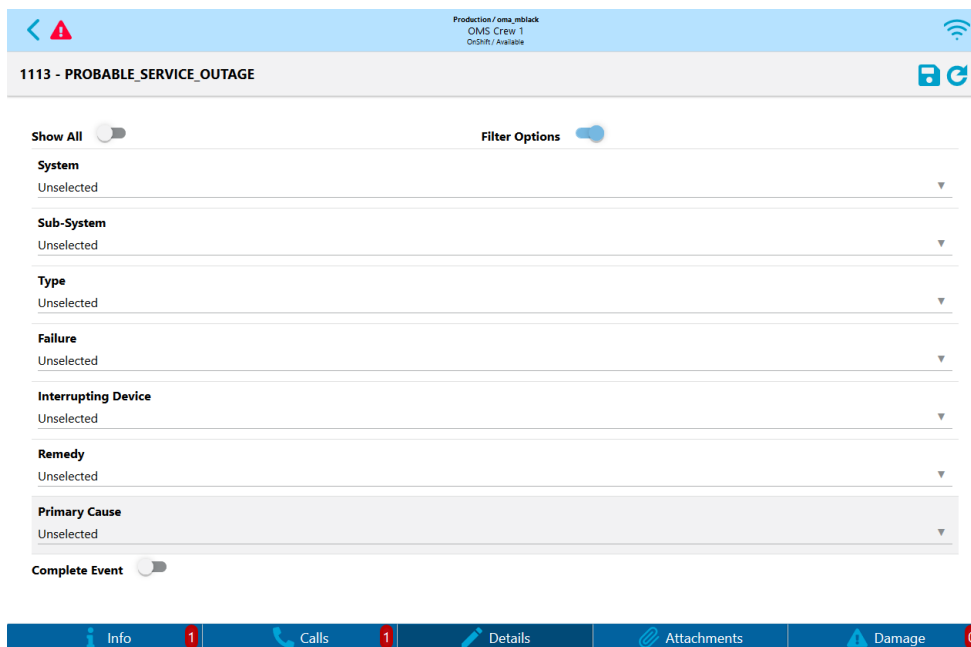 Production / oma_mblack
OMS Crew 1
OnShift / Available
1113 - PROBABLE_SERVICE_OUTAGE
Show All
Filter Options
System
Unselected
Sub-System
Unselected
Type
Unselected
Failure
Unselected
Interrupting Device
Unselected
Remedy
Unselected
Primary Cause
Unselected
Complete Event
Info 1 Calls 1 Details Attachments Damage